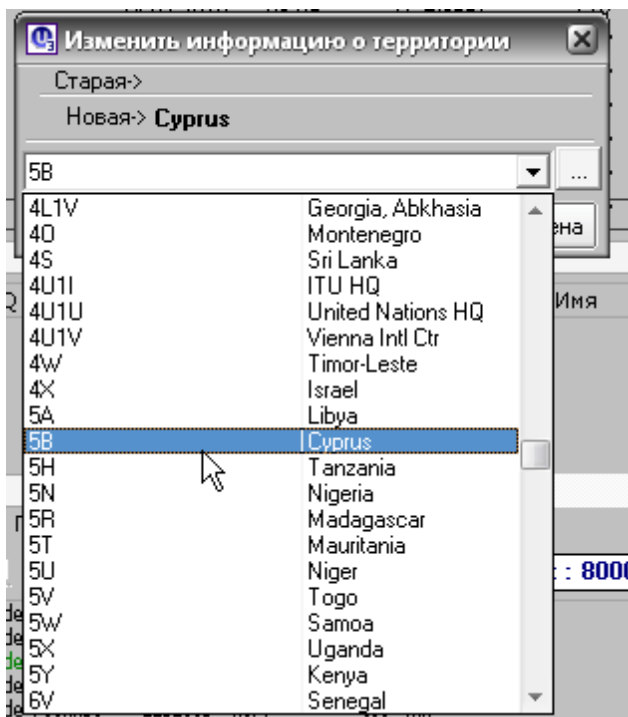 Изменить информацию о территории
Старая->
Новая-> Cyprus
5B
...
4L1V Georgia, Abkhasia
4O Montenegro
4S Sri Lanka
4U1I ITU HQ
4U1U United Nations HQ
4U1V Vienna Intl Ctr
4W Timor-Leste
4X Israel
5A Libya
5B Cyprus
5H Tanzania
5N Nigeria
5R Madagascar
5T Mauritania
5U Niger
5V Togo
5W Samoa
5X Uganda
5Y Kenya
6V Senegal
Имя
: : 8000